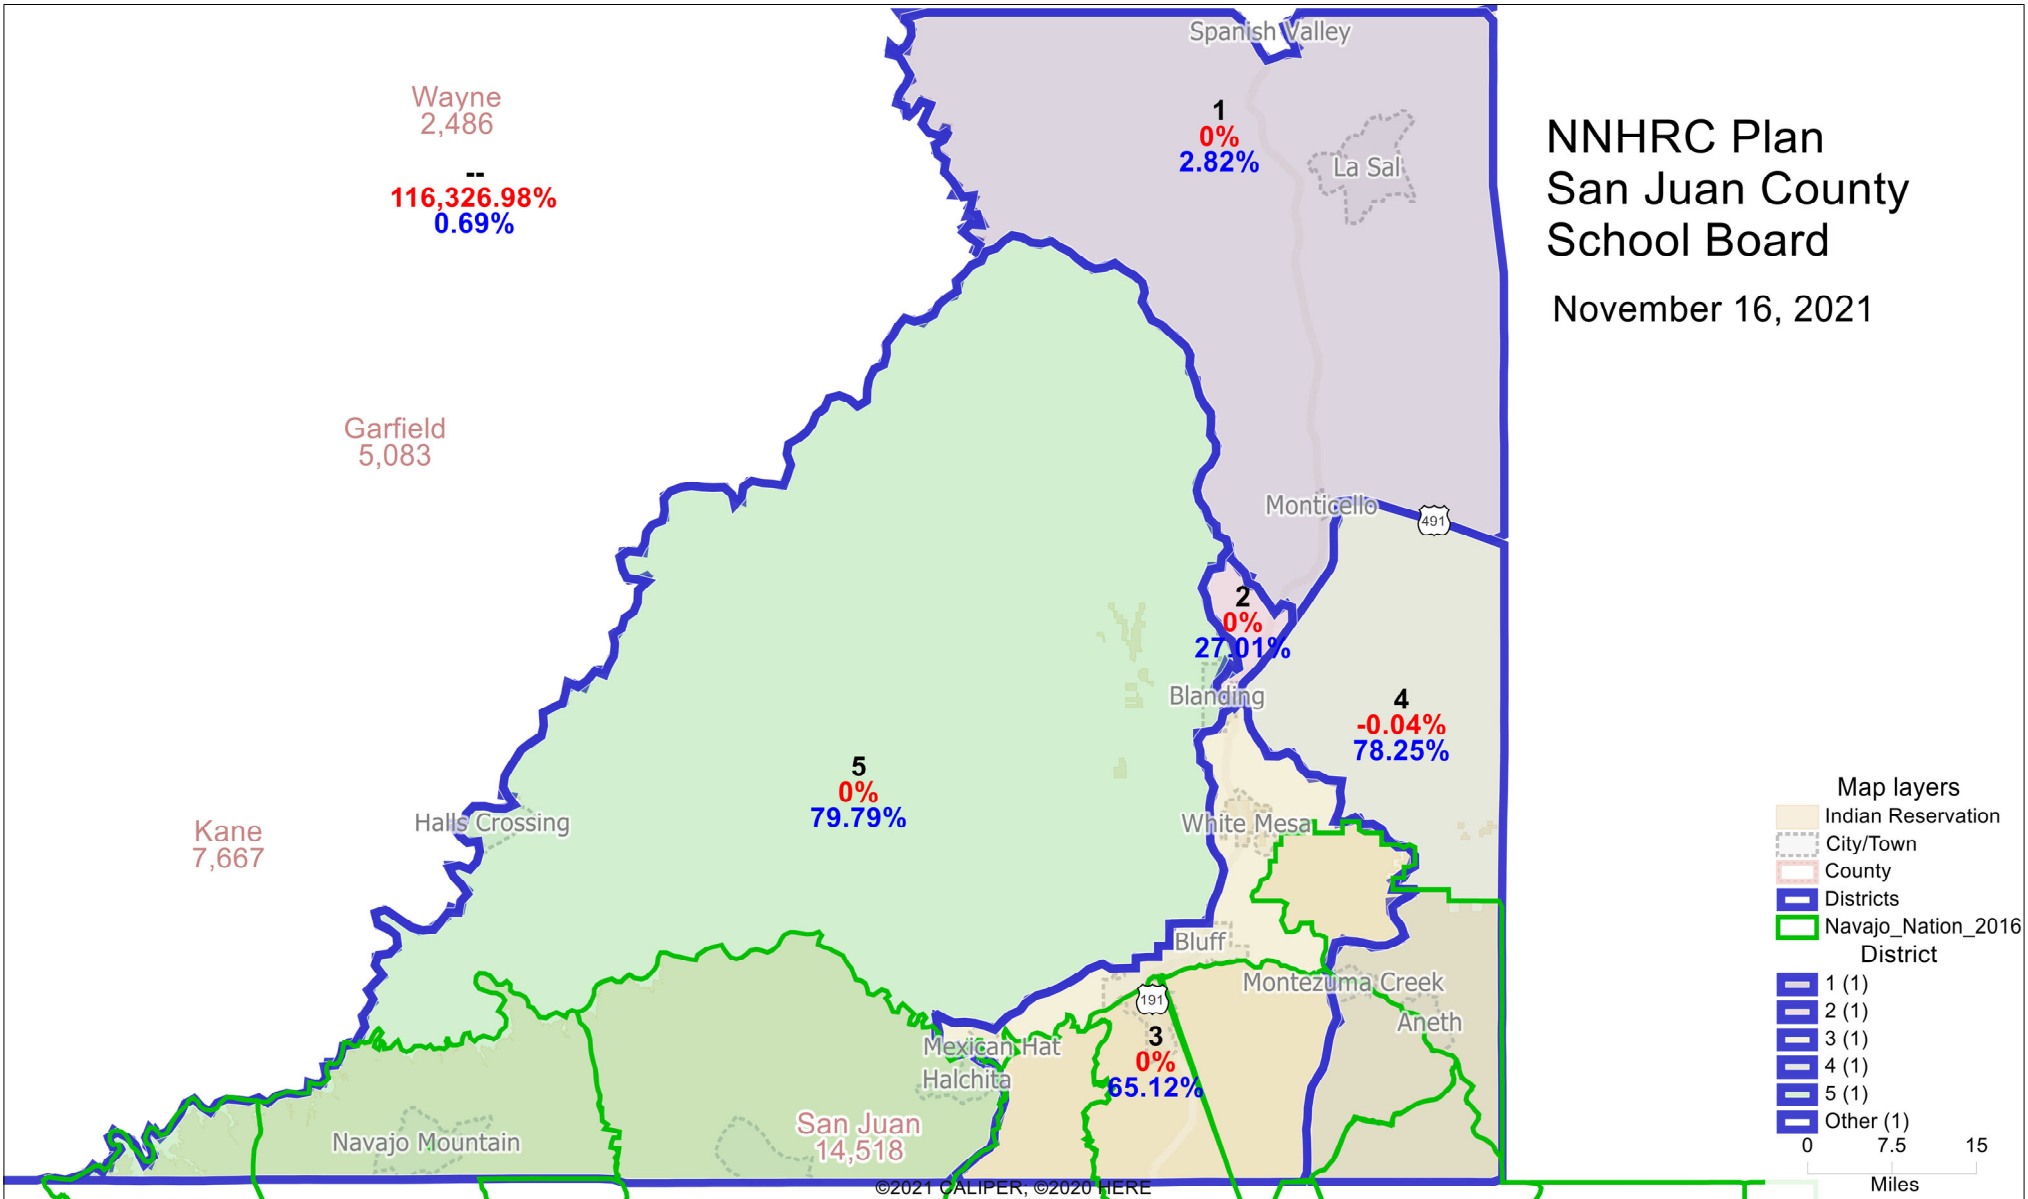 Spanish Valley
Wayne
2,486
--
116,326.98%
0.69%
1
0%
2.82%
La Sal
NNHRC Plan
San Juan County
School Board
November 16, 2021
Garfield
5,083
Monticello
491
2
0%
27.01%
Blanding
4
-0.04%
78.25%
5
0%
79.79%
Halls Crossing
Kane
7,667
White Mesa
Bluff
Montezuma Creek
191
Aneth
3
0%
65.12%
Mexican Hat
Halchita
San Juan
14,518
Navajo Mountain
©2021 CALIPER; ©2020 HERE
Map layers
Indian Reservation
City/Town
County
Districts
Navajo_Nation_2016
District
1 (1)
2 (1)
3 (1)
4 (1)
5 (1)
Other (1)
0 7.5 15
Miles